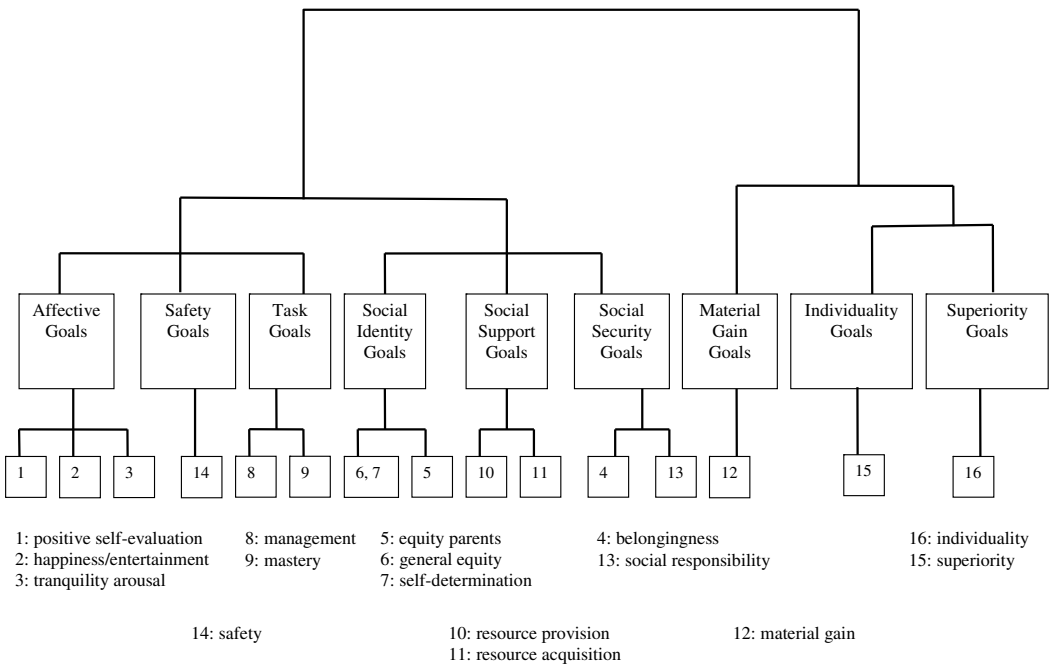 Affective
Goals
Safety
Goals
Task
Goals
Social
Identity
Goals
Social
Support
Goals
Social
Security
Goals
Material
Gain
Goals
Individuality
Goals
Superiority
Goals
1
2
3
14
8
9
6, 7
5
10
11
4
13
12
15
16
1: positive self-evaluation
2: happiness/entertainment
3: tranquility arousal
8: management
9: mastery
5: equity parents
6: general equity
7: self-determination
4: belongingness
13: social responsibility
16: individuality
15: superiority
14: safety
10: resource provision
11: resource acquisition
12: material gain